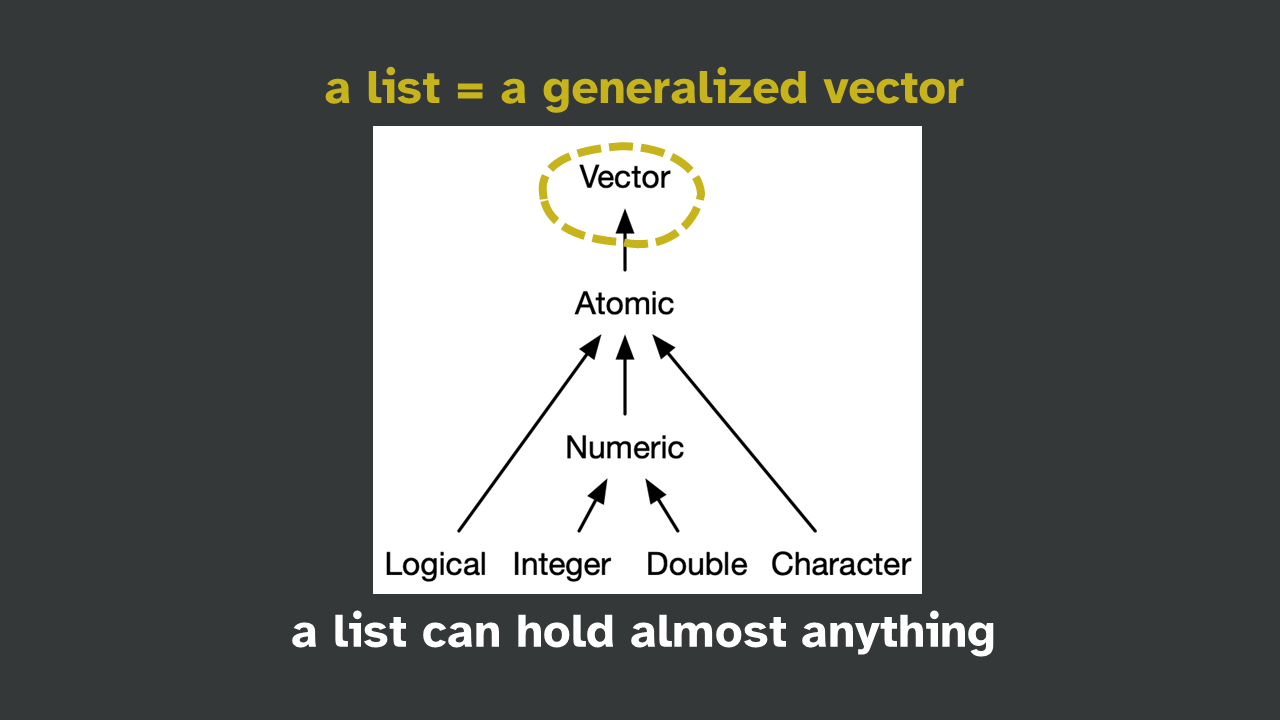 a list = a generalized vector
Vector
Atomic
Numeric
Logical Integer Double Character
a list can hold almost anything